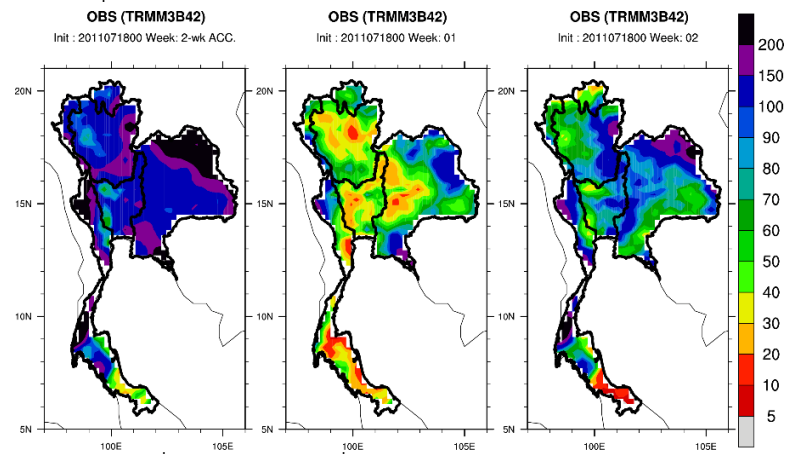 OBS (TRMM3B42)
Init : 2011071800 Week: 2-wk ACC.
OBS (TRMM3B42)
Init : 2011071800 Week: 01
OBS (TRMM3B42)
Init : 2011071800 Week: 02
20N
15N
10N
5N
100E
105E
20N
15N
10N
5N
100E
105E
20N
15N
10N
5N
100E
105E
200
150
100
90
80
70
60
50
40
30
20
10
5